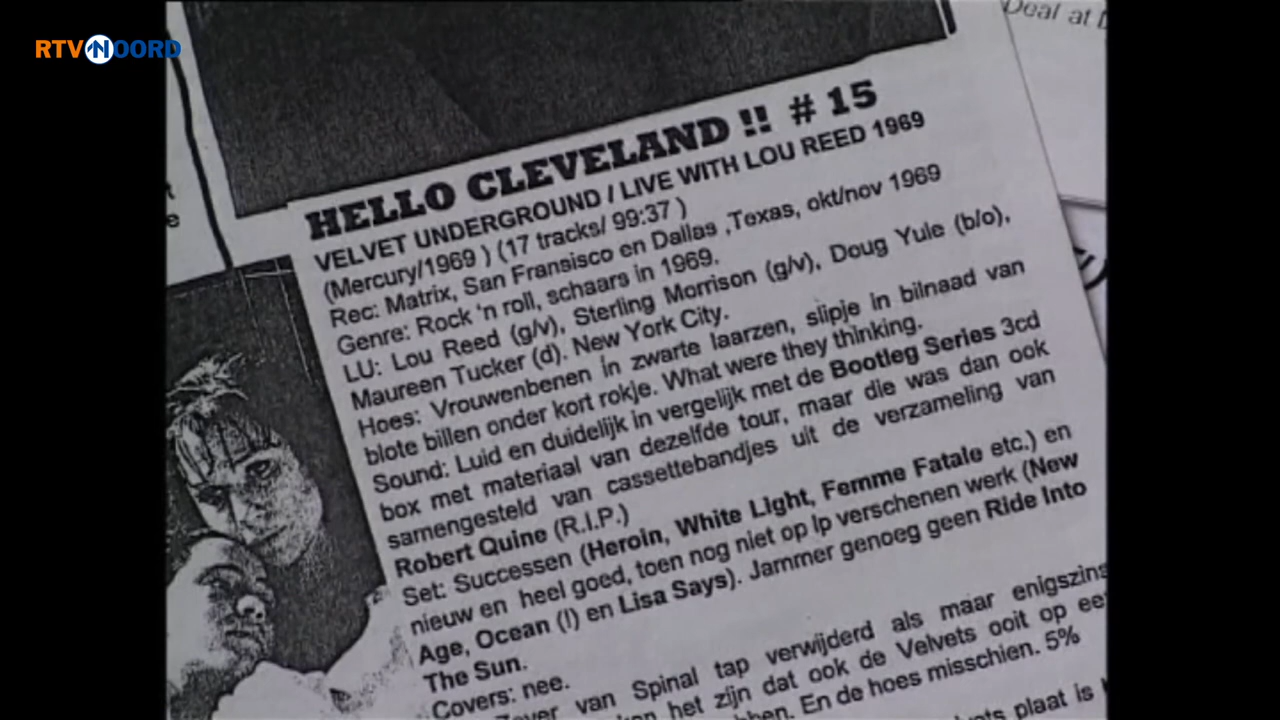 RTV NOORD
Deal at
HELLO CLEVELAND !! # 15
VELVET UNDERGROUND / LIVE WITH LOU REED 1969
(Mercury/1969 ) (17 tracks/ 99:37 )
Rec: Matrix, San Fransisco en Dallas ,Texas, okt/nov 1969
Genre: Rock 'n roll, schaars in 1969.
LU: Lou Reed (g/v), Sterling Morrison (g/v), Doug Yule (b/o),
Maureen Tucker (d). New York City.
Hoes: Vrouwenbenen in zwarte laarzen, slipje in bilnaad van
blote billen onder kort rokje. What were they thinking.
Sound: Luid en duidelijk in vergelijk met de Bootleg Series 3cd
box met materiaal van dezelfde tour, maar die was dan ook
samengesteld van cassettebandjes uit de verzameling van
Robert Quine (R.I.P.)
Set: Successen (Heroin, White Light, Femme Fatale etc.) en
nieuw en heel goed, toen nog niet op lp verschenen werk (New
Age, Ocean (!) en Lisa Says). Jammer genoeg geen Ride Into
The Sun.
Covers: nee.
van Spinal tap verwijderd als maar enigszins
het zijn dat ook de Velvets ooit op
En de hoes misschien. 5%
plaat is